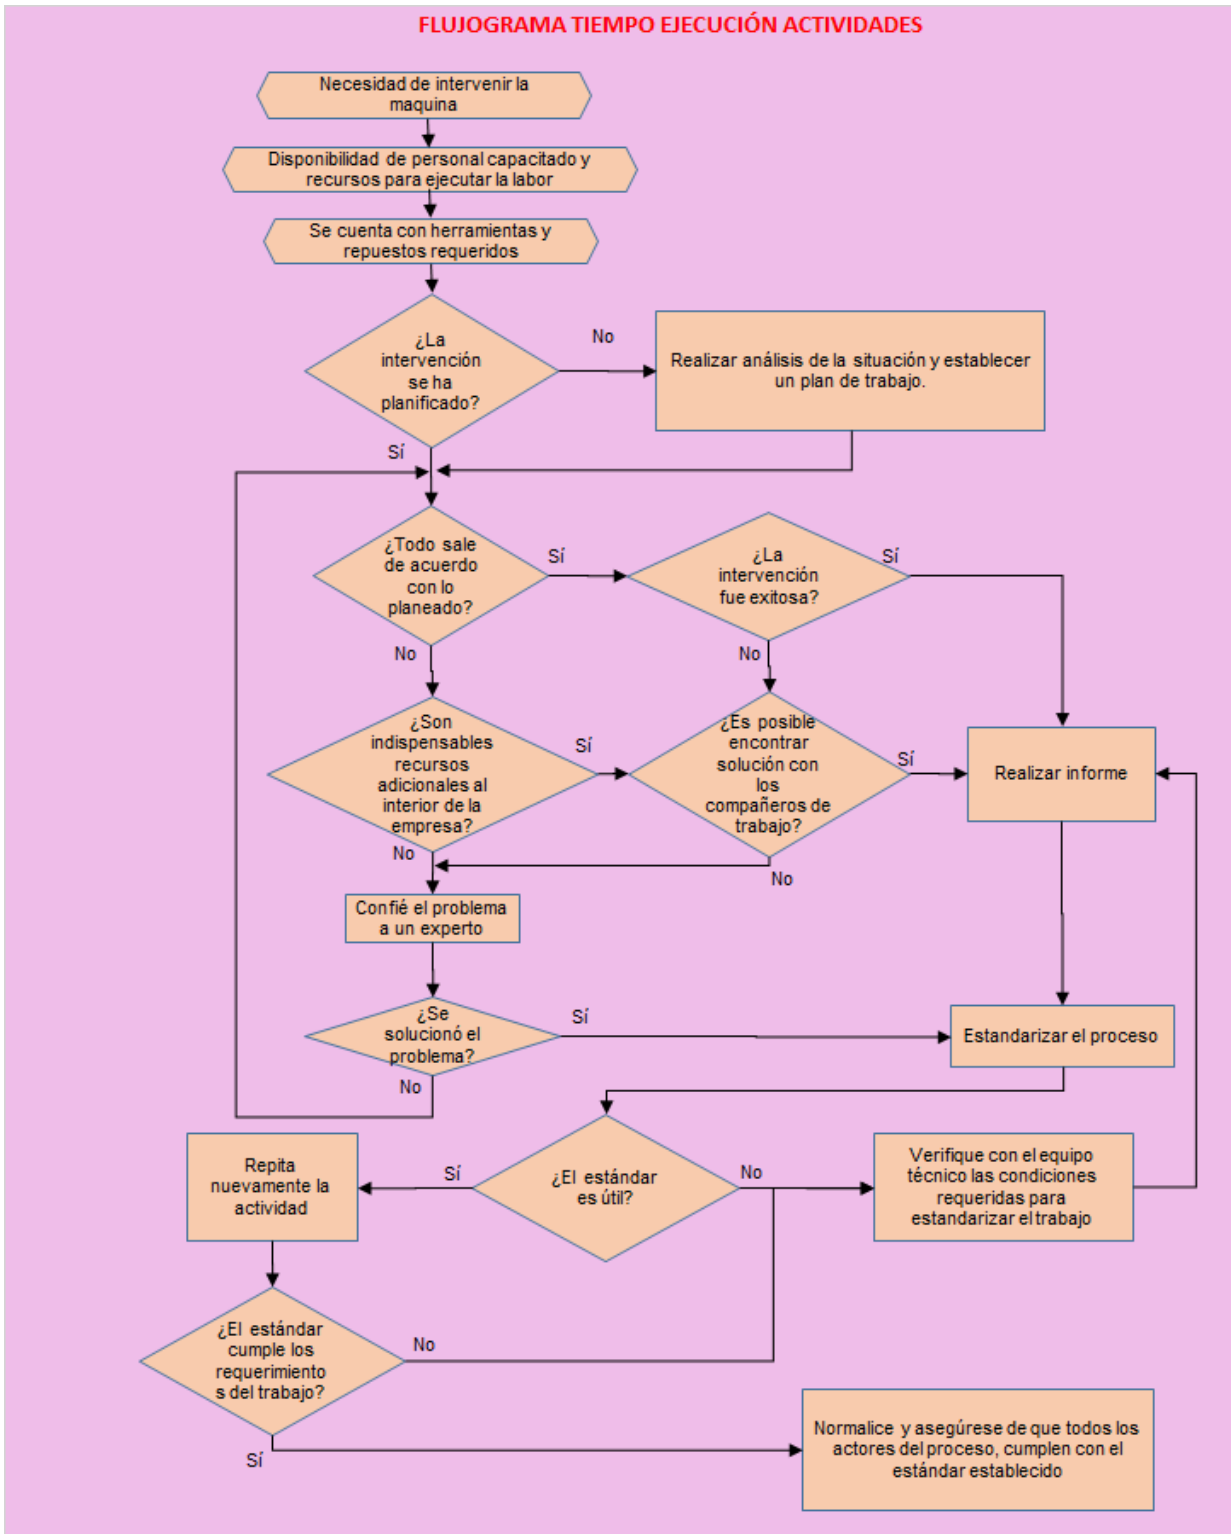 FLUJOGRAMA TIEMPO EJECUCIÓN ACTIVIDADES
Necesidad de intervenir la
maquina
Disponibilidad de personal capacitado y
recursos para ejecutar la labor
Se cuenta con herramientas y
repuestos requeridos
¿La
intervención
se ha
planificado?
No
Realizar análisis de la situación y establecer
un plan de trabajo.
Sí
¿Todo sale
de acuerdo
con lo
planeado?
Sí
¿La
intervención
fue exitosa?
Sí
No
No
¿Son
indispensables
recursos
adicionales al
interior de la
empresa?
Sí
¿Es posible
encontrar
solución con
los
compañeros de
trabajo?
Sí
Realizar informe
No
No
Confié el problema
a un experto
¿Se
solucionó el
problema?
Sí
Estandarizar el proceso
No
Repita
nuevamente la
actividad
Sí
¿El estándar
es útil?
No
Verifique con el equipo
técnico las condiciones
requeridas para
estandarizar el trabajo
¿El estándar
cumple los
requerimiento
s del trabajo?
No
Sí
Normalice y asegúrese de que todos los
actores del proceso, cumplen con el
estándar establecido